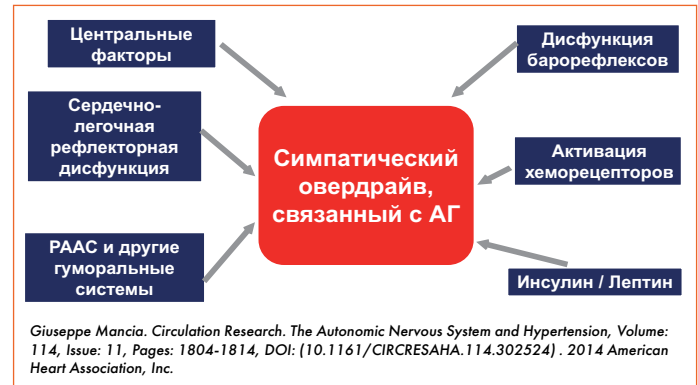 Центральные
факторы
Дисфункция
барорефлексов
Сердечно-
легочная
рефлекторная
дисфункция
Симпатический
овердрайв,
связанный с АГ
Активация
хеморецепторов
РААС и другие
гуморальные
системы
Инсулин / Лептин
Giuseppe Mancia. Circulation Research. The Autonomic Nervous System and Hypertension, Volume:
114, Issue: 11, Pages: 1804-1814, DOI: (10.1161/CIRCRESAHA.114.302524) . 2014 American
Heart Association, Inc.